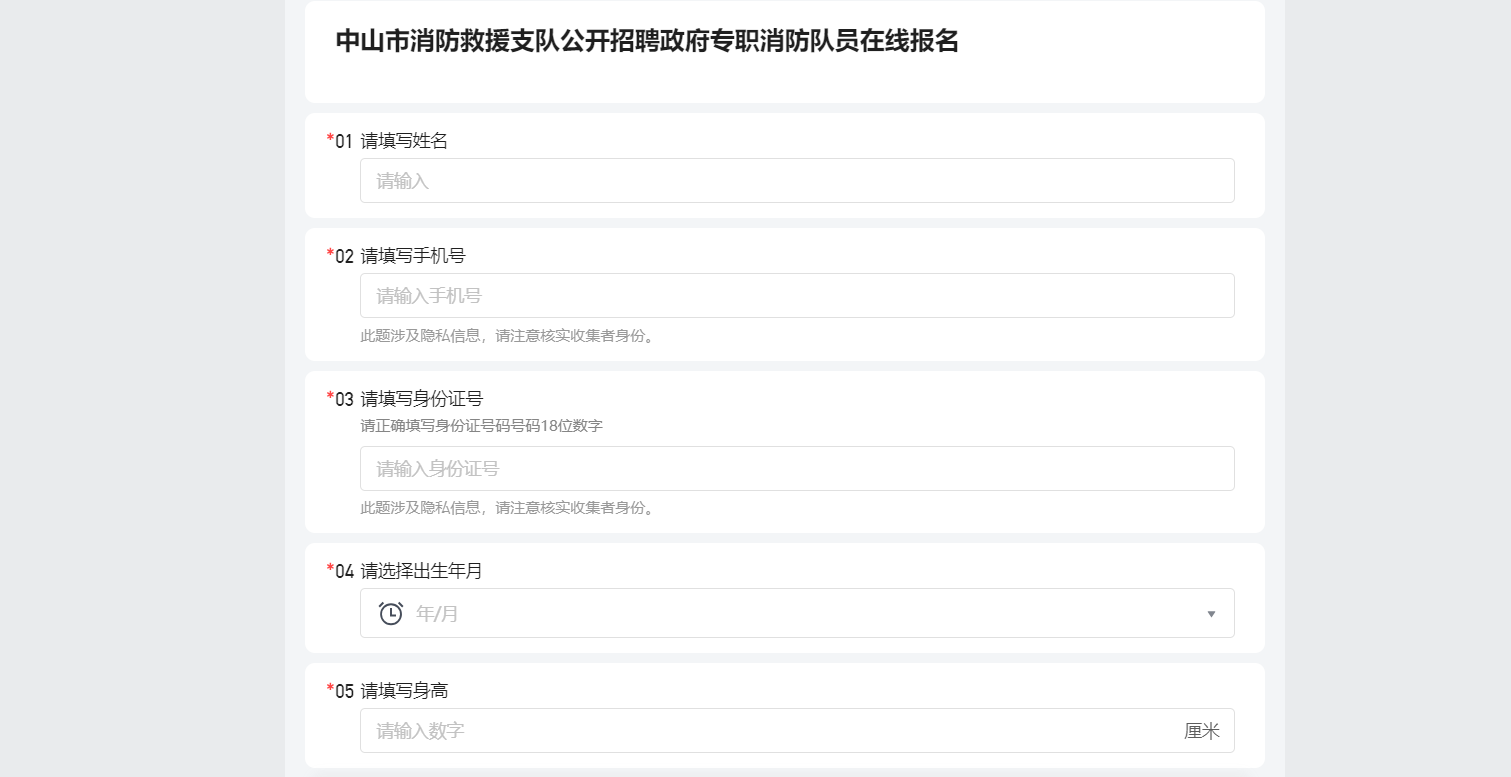 中山市消防救援支队公开招聘政府专职消防队员在线报名
*01 请填写姓名
请输入
*02 请填写手机号
请输入手机号
此题涉及隐私信息，请注意核实收集者身份。
*03 请填写身份证号
请正确填写身份证号码号码18位数字
请输入身份证号
此题涉及隐私信息，请注意核实收集者身份。
*04 请选择出生年月
年/月
*05 请填写身高
请输入数字 厘米